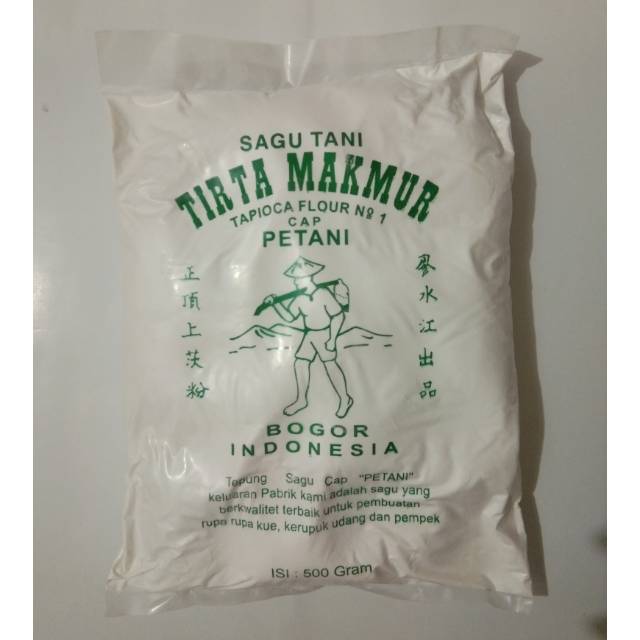 SAGU TANI
TIRTA MAKMUR
TAPIOCA FLOUR Nº 1
CAP
PETANI
正頂上茨粉
水江出品
BOGOR
INDONESIA
Tepung Sagu Cap "PETANI"
keluaran Pabrik kami adalah sagu yang
berkwalitet terbaik untuk pembuatan
rupa rupa kue, kerupuk udang dan pempek
ISI : 500 Gram